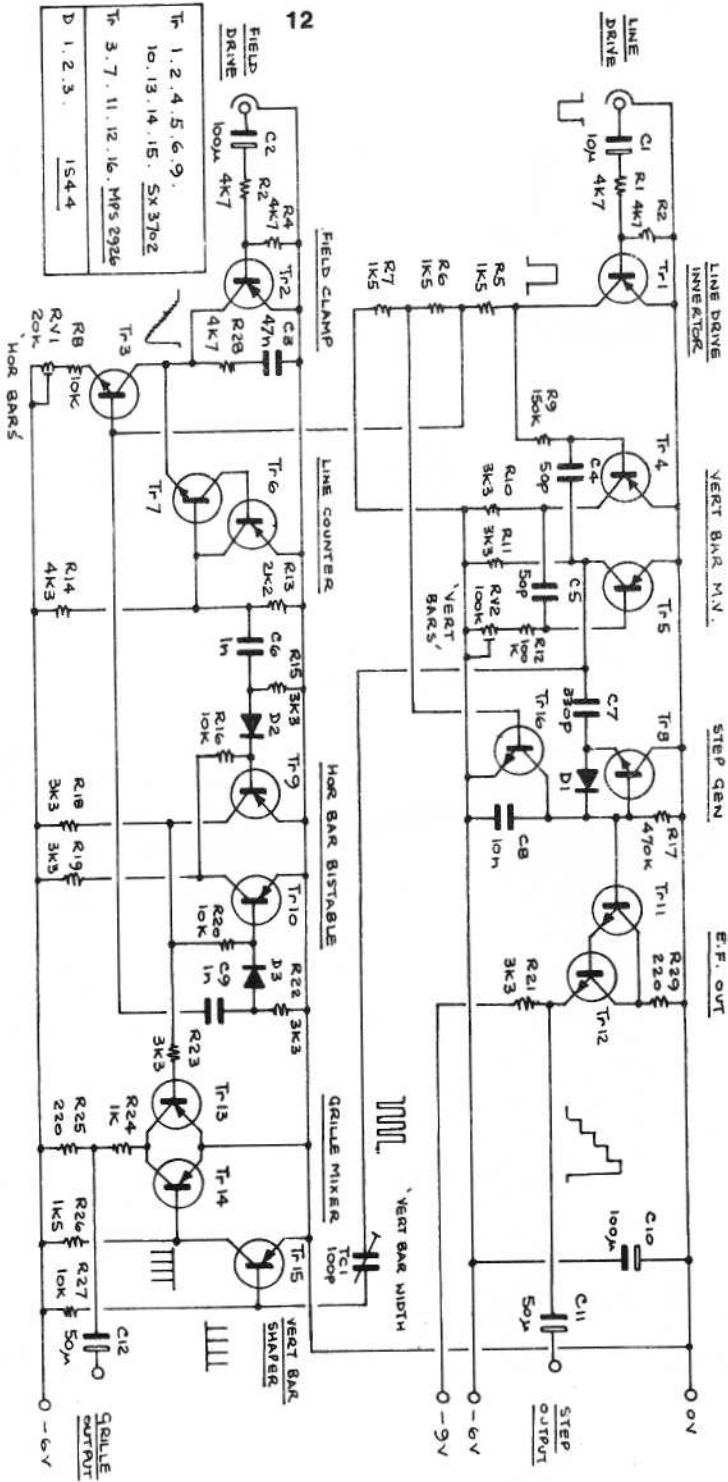 12
LINE
DRIVE
C1
10μ
R1
4K7
R2
4K7
Tr1
LINE DRIVE
INVERTOR
R5
1K5
R6
1K5
R7
1K5
R9
150K
Tr4
C4
50p
R10
3K3
R11
3K3
VERT BAR M.V.
Tr5
C5
50p
R12
100
K
RV2
100K
'VERT
BARS'
C7
330p
Tr8
STEP GEN
D1
Tr16
C8
10n
R17
470K
Tr11
Tr12
E.F. OUT
R29
220
R21
3K3
C10
100μ
C11
50μ
STEP
OUTPUT
0V
-6V
-9V
FIELD
DRIVE
C2
100μ
R2
4K7
R4
4K7
Tr2
FIELD CLAMP
C3
47n
R28
4K7
Tr3
R8
10K
RV1
20K
'HOR BARS'
LINE COUNTER
Tr6
Tr7
R13
2K2
R14
4K3
C6
1n
R15
3K3
D2
R16
10K
Tr9
HOR BAR BISTABLE
R18
3K3
R19
3K3
Tr10
R20
10K
D3
C9
1n
R22
3K3
R23
3K3
Tr13
Tr14
GRILLE MIXER
R24
1K
R25
220
R26
1K5
R27
10K
Tr15
TC1
100p
'VERT BAR WIDTH'
VERT BAR
SHAPER
C12
50μ
GRILLE
OUTPUT
-6V
Tr 1.2.4.5.6.9.
10.13.14.15. SX3702
Tr 3.7.11.12.16. MPS 2926
D 1.2.3. 1S44